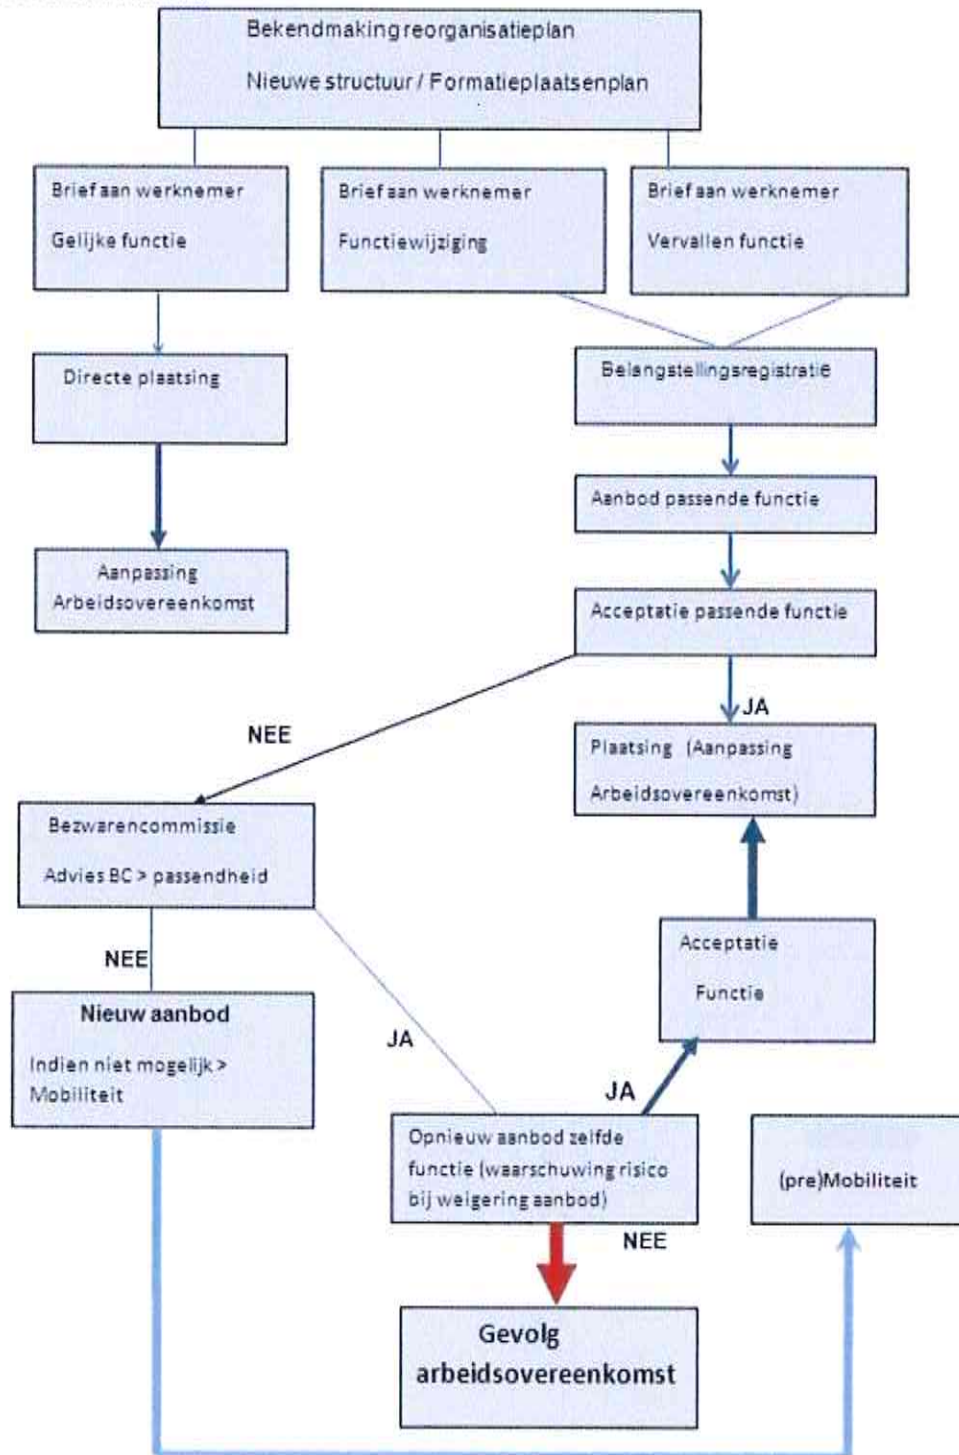 Bekendmaking reorganisatieplan
Nieuwe structuur / Formatieplaatsenplan
Brief aan werknemer
Gelijke functie
Brief aan werknemer
Functiewijziging
Brief aan werknemer
Vervallen functie
Directe plaatsing
Belangstellingsregistratie
Aanbod passende functie
Aanpassing
Arbeidsovereenkomst
Acceptatie passende functie
NEE
JA
Plaatsing (Aanpassing
Arbeidsovereenkomst)
Bezwarencommissie
Advies BC > passendheid
NEE
JA
Acceptatie
Functie
Nieuw aanbod
Indien niet mogelijk >
Mobiliteit
JA
Opnieuw aanbod zelfde
functie (waarschuwing risico
bij weigering aanbod)
(pre)Mobiliteit
NEE
Gevolg
arbeidsovereenkomst